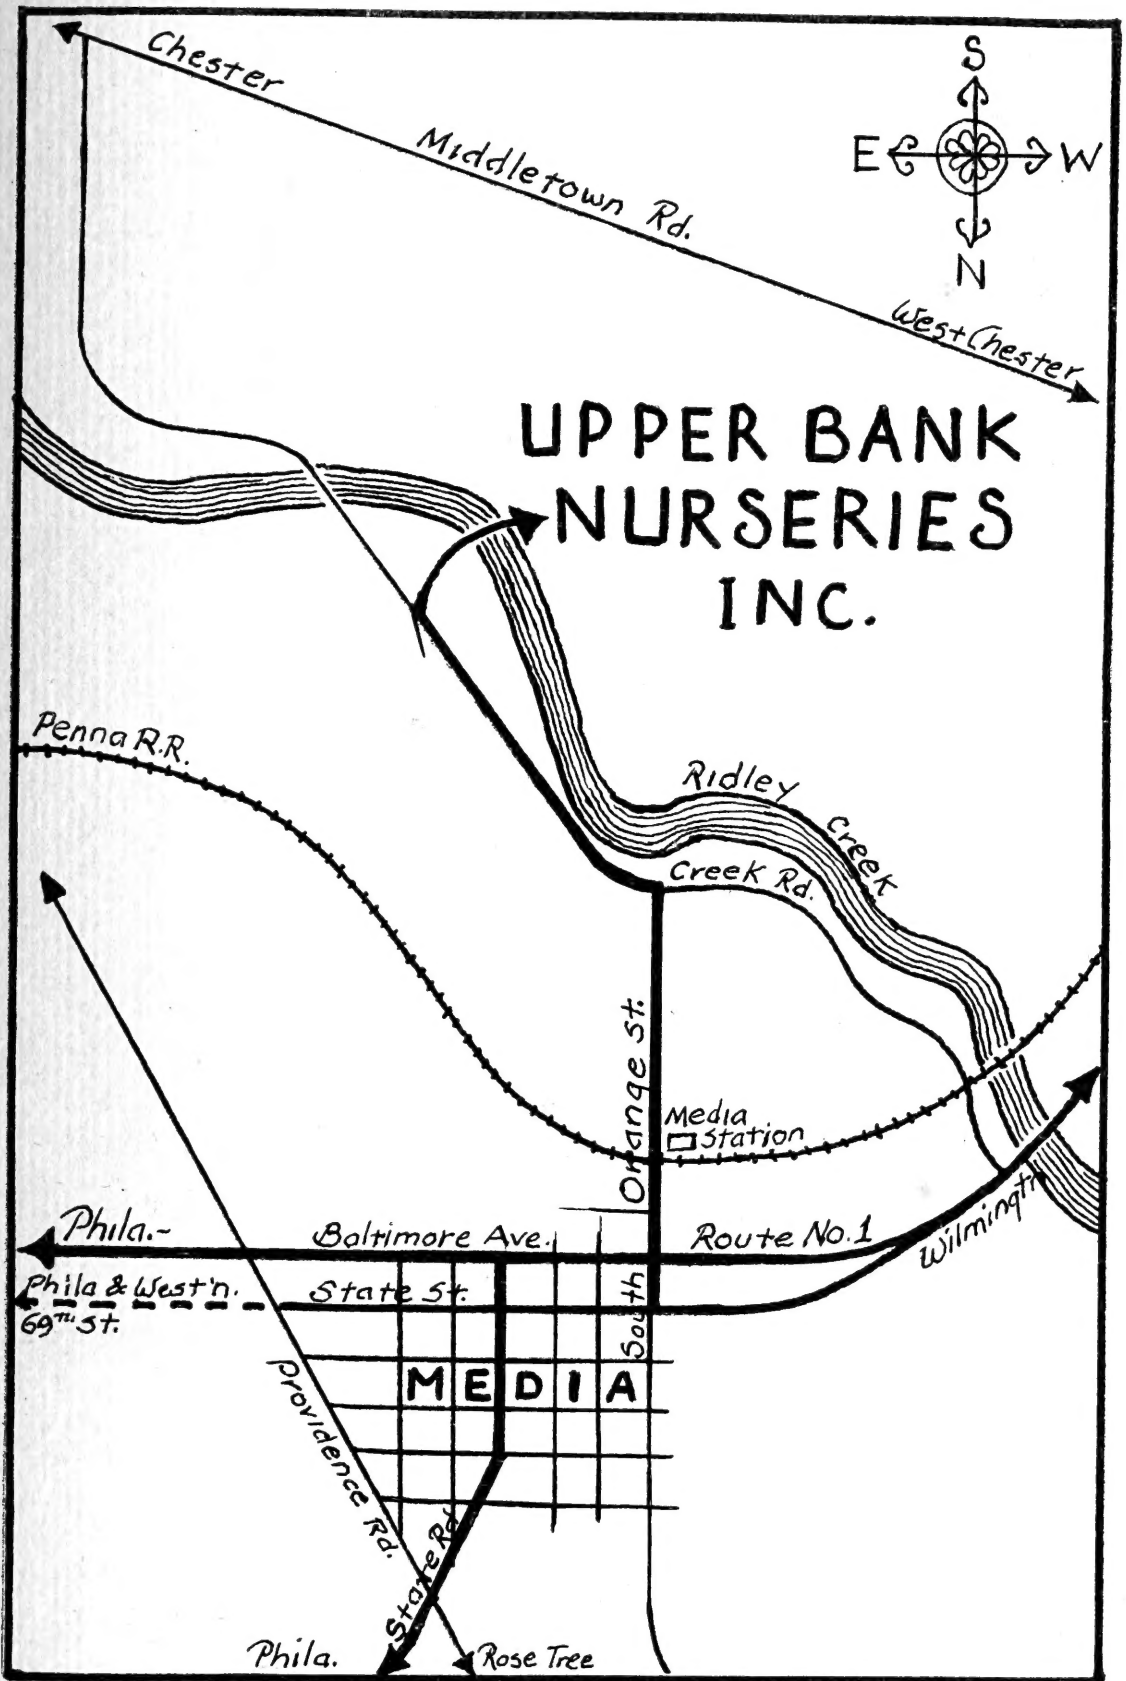 Chester
Middletown Rd.
West Chester
S
E W
N
UPPER BANK
NURSERIES
INC.
Penna R.R.
Ridley Creek
Creek Rd.
South Orange St.
Media
Station
Phila.-
Baltimore Ave.
Route No.1
Wilmingt'n
Phila & West'n.
69TH St.
State St.
MEDIA
Providence Rd.
State Rd
Phila.
Rose Tree